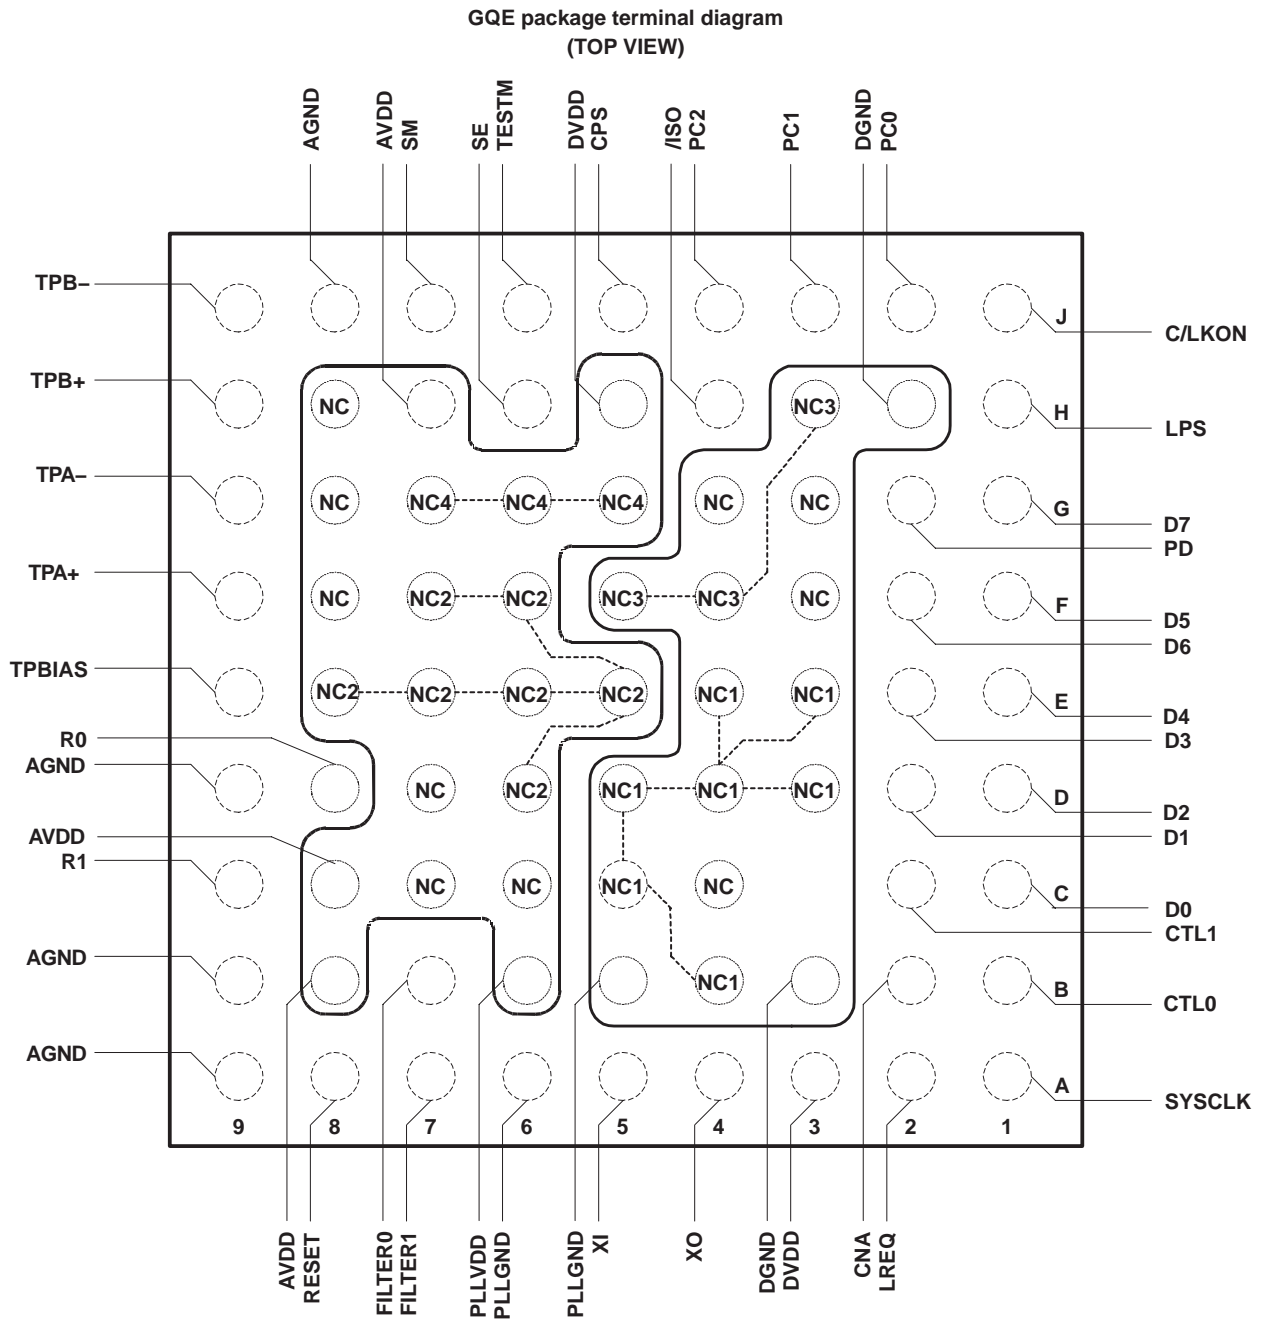 GQE package terminal diagram
(TOP VIEW)
AGND
AVDD
SM
SE
TESTM
DVDD
CPS
/ISO
PC2
PC1
DGND
PC0
TPB–
J
C/LKON
TPB+
NC
NC3
H
LPS
TPA–
NC
NC4
NC4
NC4
NC
NC
G
D7
PD
TPA+
NC
NC2
NC2
NC3
NC3
NC
F
D5
D6
TPBIAS
NC2
NC2
NC2
NC2
NC1
NC1
E
D4
D3
R0
AGND
NC
NC2
NC1
NC1
NC1
D
D2
D1
AVDD
R1
NC
NC
NC1
NC
C
D0
CTL1
AGND
NC1
B
CTL0
AGND
A
SYSCLK
9
8
7
6
5
4
3
2
1
AVDD
RESET
FILTER0
FILTER1
PLLVDD
PLLGND
PLLGND
XI
XO
DGND
DVDD
CNA
LREQ